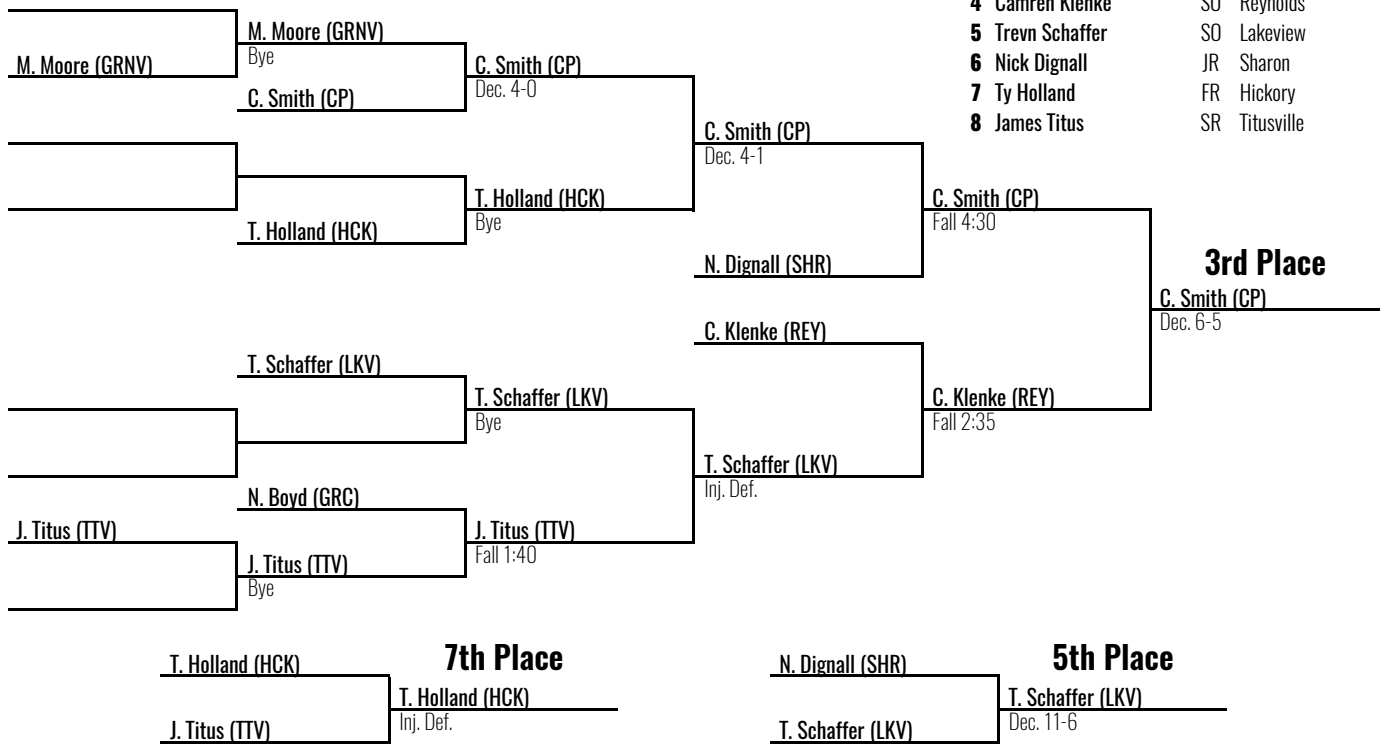 4 Camren Klenke SO Reynolds
5 Trevn Schaffer SO Lakeview
6 Nick Dignall JR Sharon
7 Ty Holland FR Hickory
8 James Titus SR Titusville
M. Moore (GRNV)
M. Moore (GRNV)
Bye
C. Smith (CP)
C. Smith (CP)
Dec. 4-0
T. Holland (HCK)
T. Holland (HCK)
Bye
C. Smith (CP)
Dec. 4-1
N. Dignall (SHR)
C. Smith (CP)
Fall 4:30
3rd Place
C. Smith (CP)
Dec. 6-5
C. Klenke (REY)
C. Klenke (REY)
Fall 2:35
T. Schaffer (LKV)
T. Schaffer (LKV)
Bye
T. Schaffer (LKV)
Inj. Def.
N. Boyd (GRC)
J. Titus (TTV)
J. Titus (TTV)
Bye
J. Titus (TTV)
Fall 1:40
7th Place
T. Holland (HCK)
T. Holland (HCK)
Inj. Def.
J. Titus (TTV)
5th Place
N. Dignall (SHR)
T. Schaffer (LKV)
Dec. 11-6
T. Schaffer (LKV)